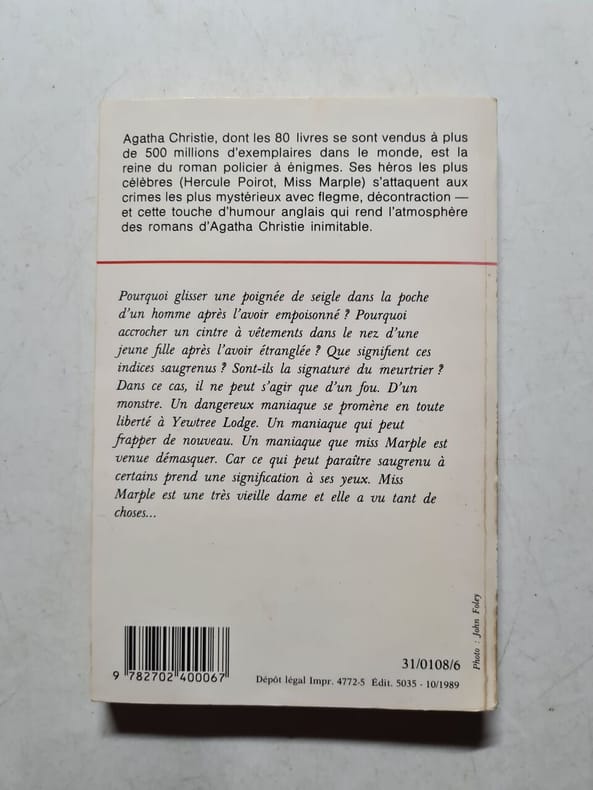 Agatha Christie, dont les 80 livres se sont vendus à plus
de 500 millions d'exemplaires dans le monde, est la
reine du roman policier à énigmes. Ses héros les plus
célèbres (Hercule Poirot, Miss Marple) s'attaquent aux
crimes les plus mystérieux avec flegme, décontraction —
et cette touche d'humour anglais qui rend l'atmosphère
des romans d'Agatha Christie inimitable.
Pourquoi glisser une poignée de seigle dans la poche
d'un homme après l'avoir empoisonné ? Pourquoi
accrocher un cintre à vêtements dans le nez d'une
jeune fille après l'avoir étranglée ? Que signifient ces
indices saugrenus ? Sont-ils la signature du meurtrier ?
Dans ce cas, il ne peut s'agir que d'un fou. D'un
monstre. Un dangereux maniaque se promène en toute
liberté à Yewtree Lodge. Un maniaque qui peut
frapper de nouveau. Un maniaque que miss Marple est
venue démasquer. Car ce qui peut paraître saugrenu à
certains prend une signification à ses yeux. Miss
Marple est une très vieille dame et elle a vu tant de
choses...
Photo : John Foley
31/0108/6
9 782702 400067
Dépôt légal Impr. 4772-5 Édit. 5035 - 10/1989